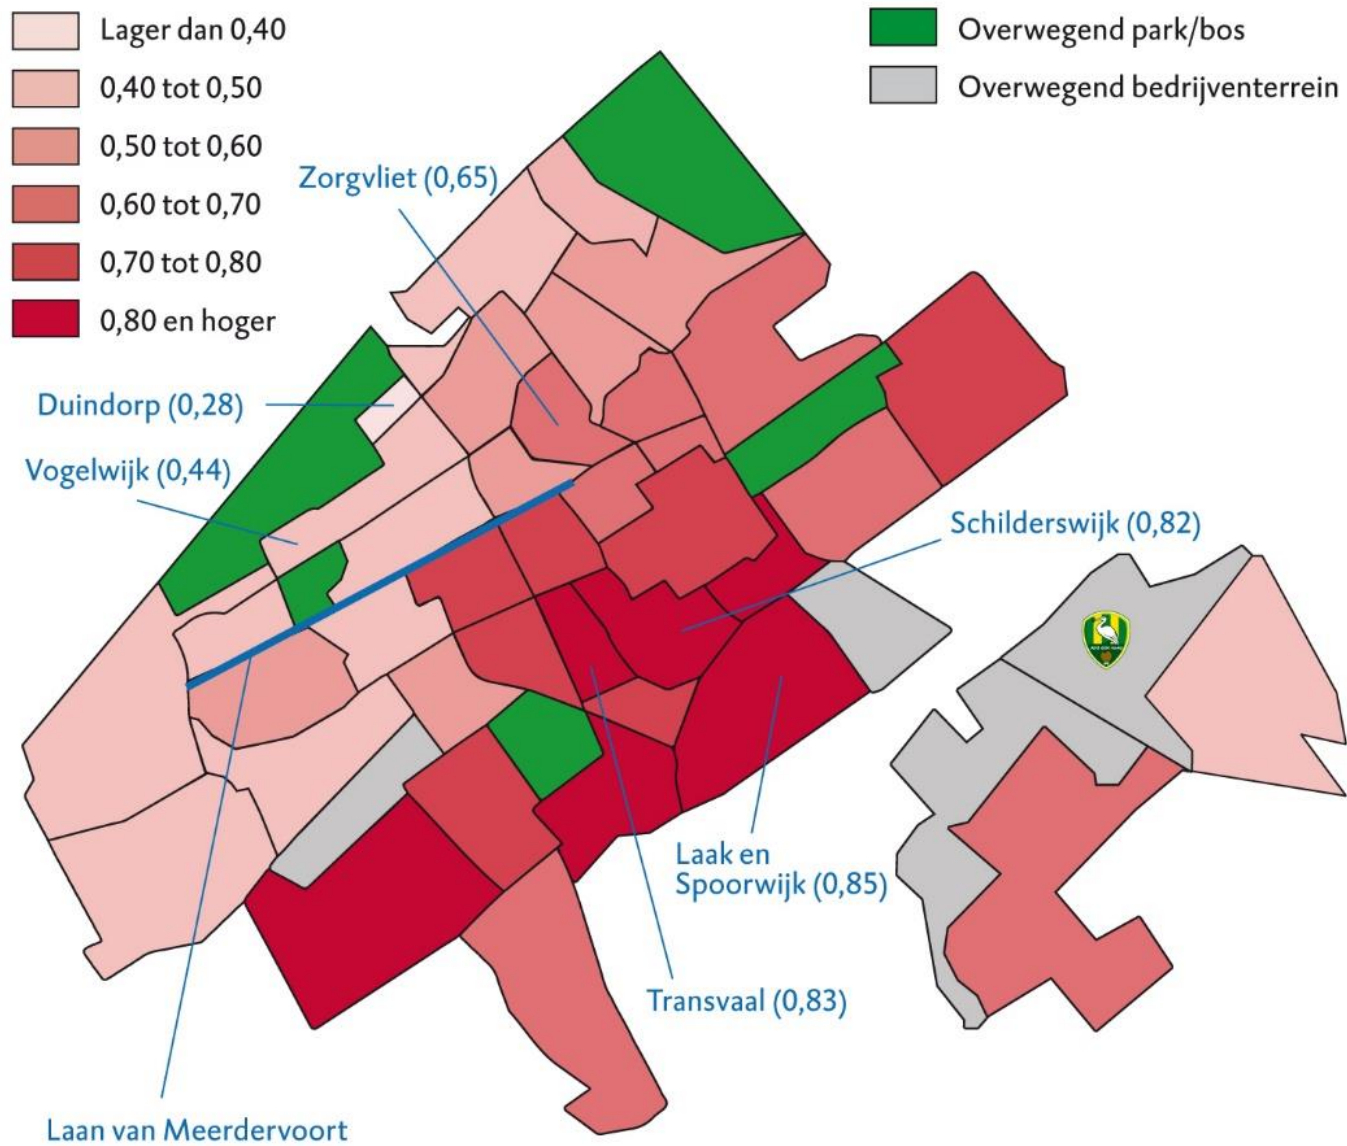 Lager dan 0,40
0,40 tot 0,50
0,50 tot 0,60
0,60 tot 0,70
0,70 tot 0,80
0,80 en hoger
Overwegend park/bos
Overwegend bedrijventerrein
Zorgvliet (0,65)
Duindorp (0,28)
Vogelwijk (0,44)
Schilderswijk (0,82)
Laak en
Spoorwijk (0,85)
Transvaal (0,83)
Laan van Meerdervoort